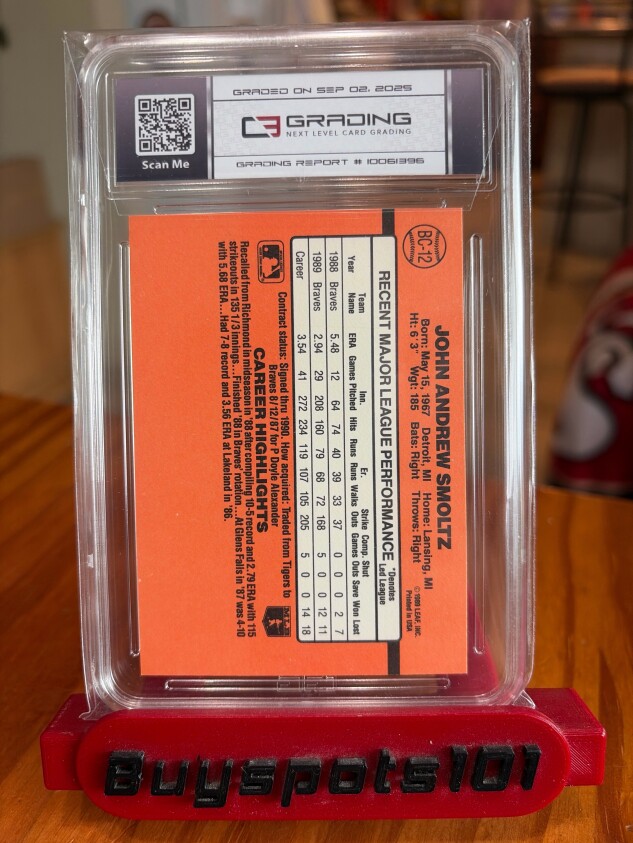 GRADED ON SEP 02, 2025
C3 GRADING
NEXT LEVEL CARD GRADING
Scan Me
GRADING REPORT # 10061396
BC-12
JOHN ANDREW SMOLTZ
Born: May 15, 1967 Detroit, MI Home: Lansing, MI
Ht: 6'3" Wgt: 185 Bats: Right Throws: Right
© 1989 LEAF, INC.
Printed in USA
RECENT MAJOR LEAGUE PERFORMANCE
*Denotes
Led League
Year Team Name ERA Games Inn. Pitched Hits Runs Er. Runs Walks Strike Outs Comp. Games Shut Outs Save Won Lost
1988 Braves 5.48 12 64 74 40 39 33 37 0 0 0 2 7
1989 Braves 2.94 29 208 160 79 68 72 168 5 0 0 12 11
Career 3.54 41 272 234 119 107 105 205 5 0 0 14 18
Contract status: Signed thru 1990. How acquired: Traded from Tigers to
Braves 8/12/87 for P Doyle Alexander
CAREER HIGHLIGHTS
Recalled from Richmond in midseason in '88 after compiling 10-5 record and 2.79 ERA with 115
strikeouts in 135 1/3 innings...Finished '88 in Braves' rotation...At Glens Falls in '87 was 4-10
with 5.68 ERA...Had 7-8 record and 3.56 ERA at Lakeland in '86.
Buyspots101